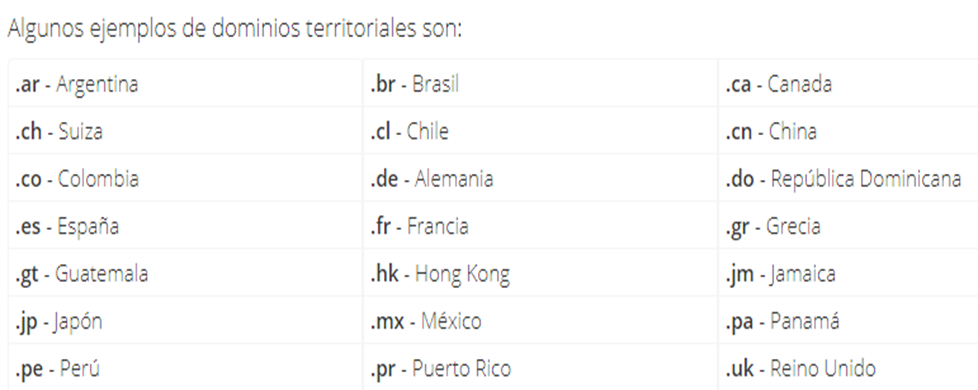 Algunos ejemplos de dominios territoriales son:
.ar - Argentina .br - Brasil .ca - Canada
.ch - Suiza .cl - Chile .cn - China
.co - Colombia .de - Alemania .do - República Dominicana
.es - España .fr - Francia .gr - Grecia
.gt - Guatemala .hk - Hong Kong .jm - Jamaica
.jp - Japón .mx - México .pa - Panamá
.pe - Perú .pr - Puerto Rico .uk - Reino Unido